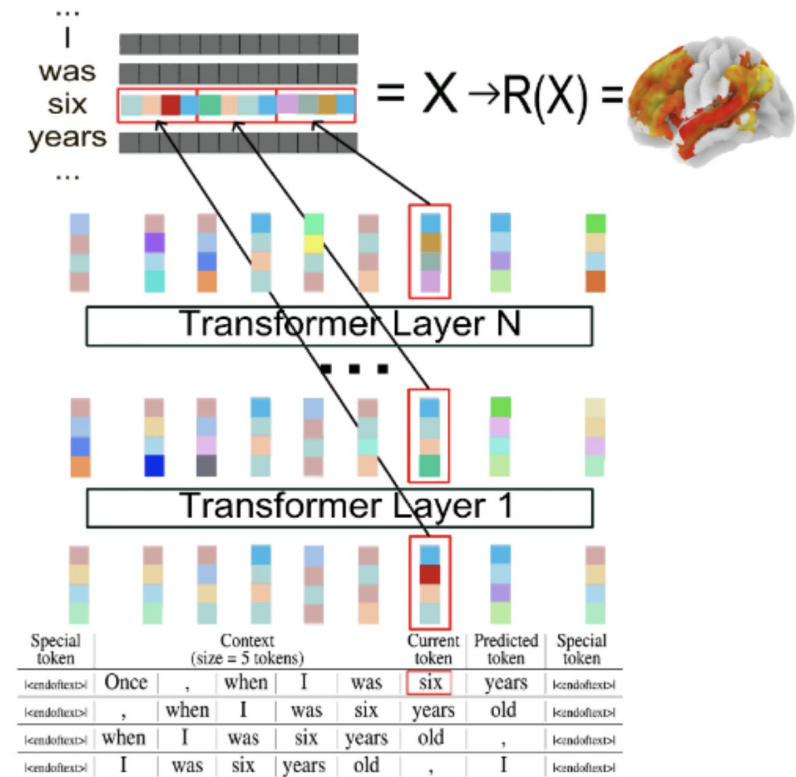 ...
I
was
six
years
...
= X →R(X) =
Transformer Layer N
...
Transformer Layer 1
Special token Context (size = 5 tokens) Current token Predicted token Special token
|<endoftext>| Once , when I was six years |<endoftext>|
|<endoftext>| , when I was six years old |<endoftext>|
|<endoftext>| when I was six years old , |<endoftext>|
|<endoftext>| I was six years old , I |<endoftext>|